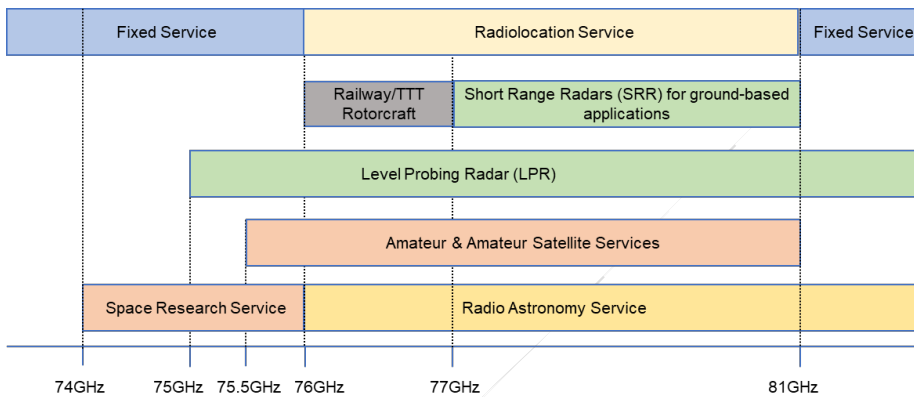 Fixed Service
Radiolocation Service
Fixed Service
Railway/TTT
Rotorcraft
Short Range Radars (SRR) for ground-based
applications
Level Probing Radar (LPR)
Amateur & Amateur Satellite Services
Space Research Service
Radio Astronomy Service
74GHz
75GHz
75.5GHz
76GHz
77GHz
81GHz